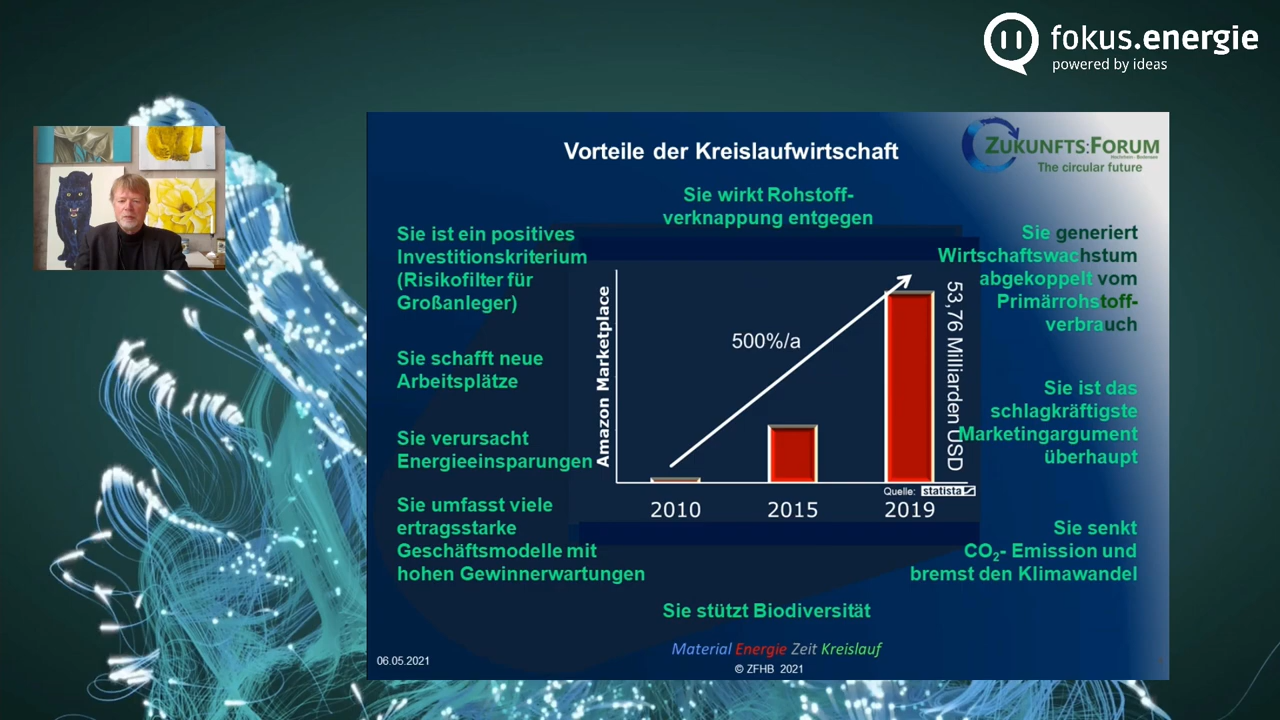 fokus.energie
powered by ideas
Vorteile der Kreislaufwirtschaft
ZUKUNFTS:FORUM
The circular future
Sie wirkt Rohstoff-
verknappung entgegen
Sie ist ein positives
Investitionskriterium
(Risikofilter für
Großanleger)
Sie schafft neue
Arbeitsplätze
Sie verursacht
Energieeinsparungen
Sie umfasst viele
ertragsstarke
Geschäftsmodelle mit
hohen Gewinnerwartungen
Amazon Marketplace
500%/a
53,76 Milliarden USD
Quelle: statista
2010 2015 2019
Sie generiert
Wirtschaftswachstum
abgekoppelt vom
Primärrohstoff-
verbrauch
Sie ist das
schlagkräftigste
Marketingargument
überhaupt
Sie senkt
CO₂- Emission und
bremst den Klimawandel
Sie stützt Biodiversität
Material Energie Zeit Kreislauf
06.05.2021
© ZFHB 2021